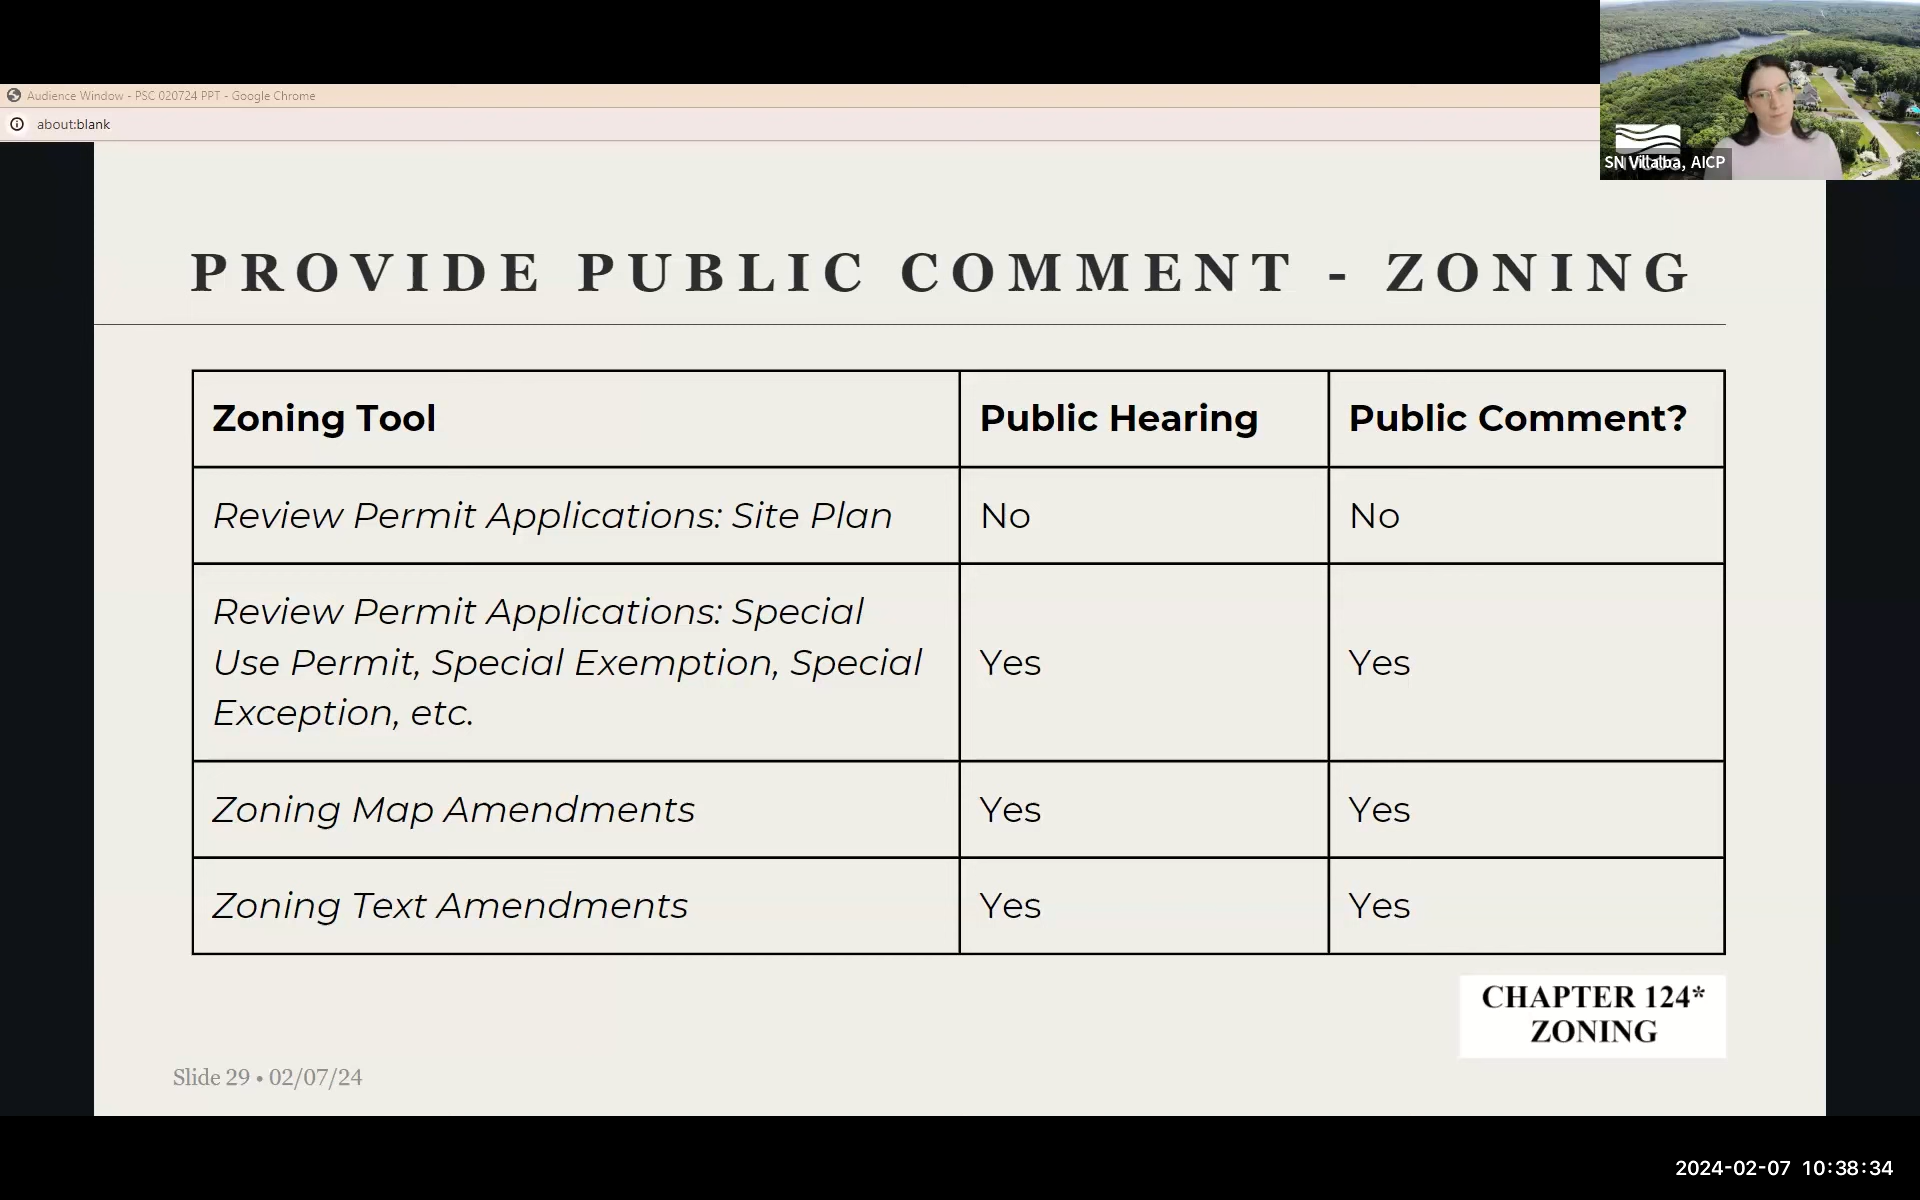 Audience Window - PSC 020724 PPT - Google Chrome
about:blank
SN Villalba, AICP
PROVIDE PUBLIC COMMENT - ZONING
Zoning Tool Public Hearing Public Comment?
Review Permit Applications: Site Plan No No
Review Permit Applications: Special
Use Permit, Special Exemption, Special
Exception, etc.
Yes Yes
Zoning Map Amendments Yes Yes
Zoning Text Amendments Yes Yes
CHAPTER 124*
ZONING
Slide 29 • 02/07/24
2024-02-07 10:38:34